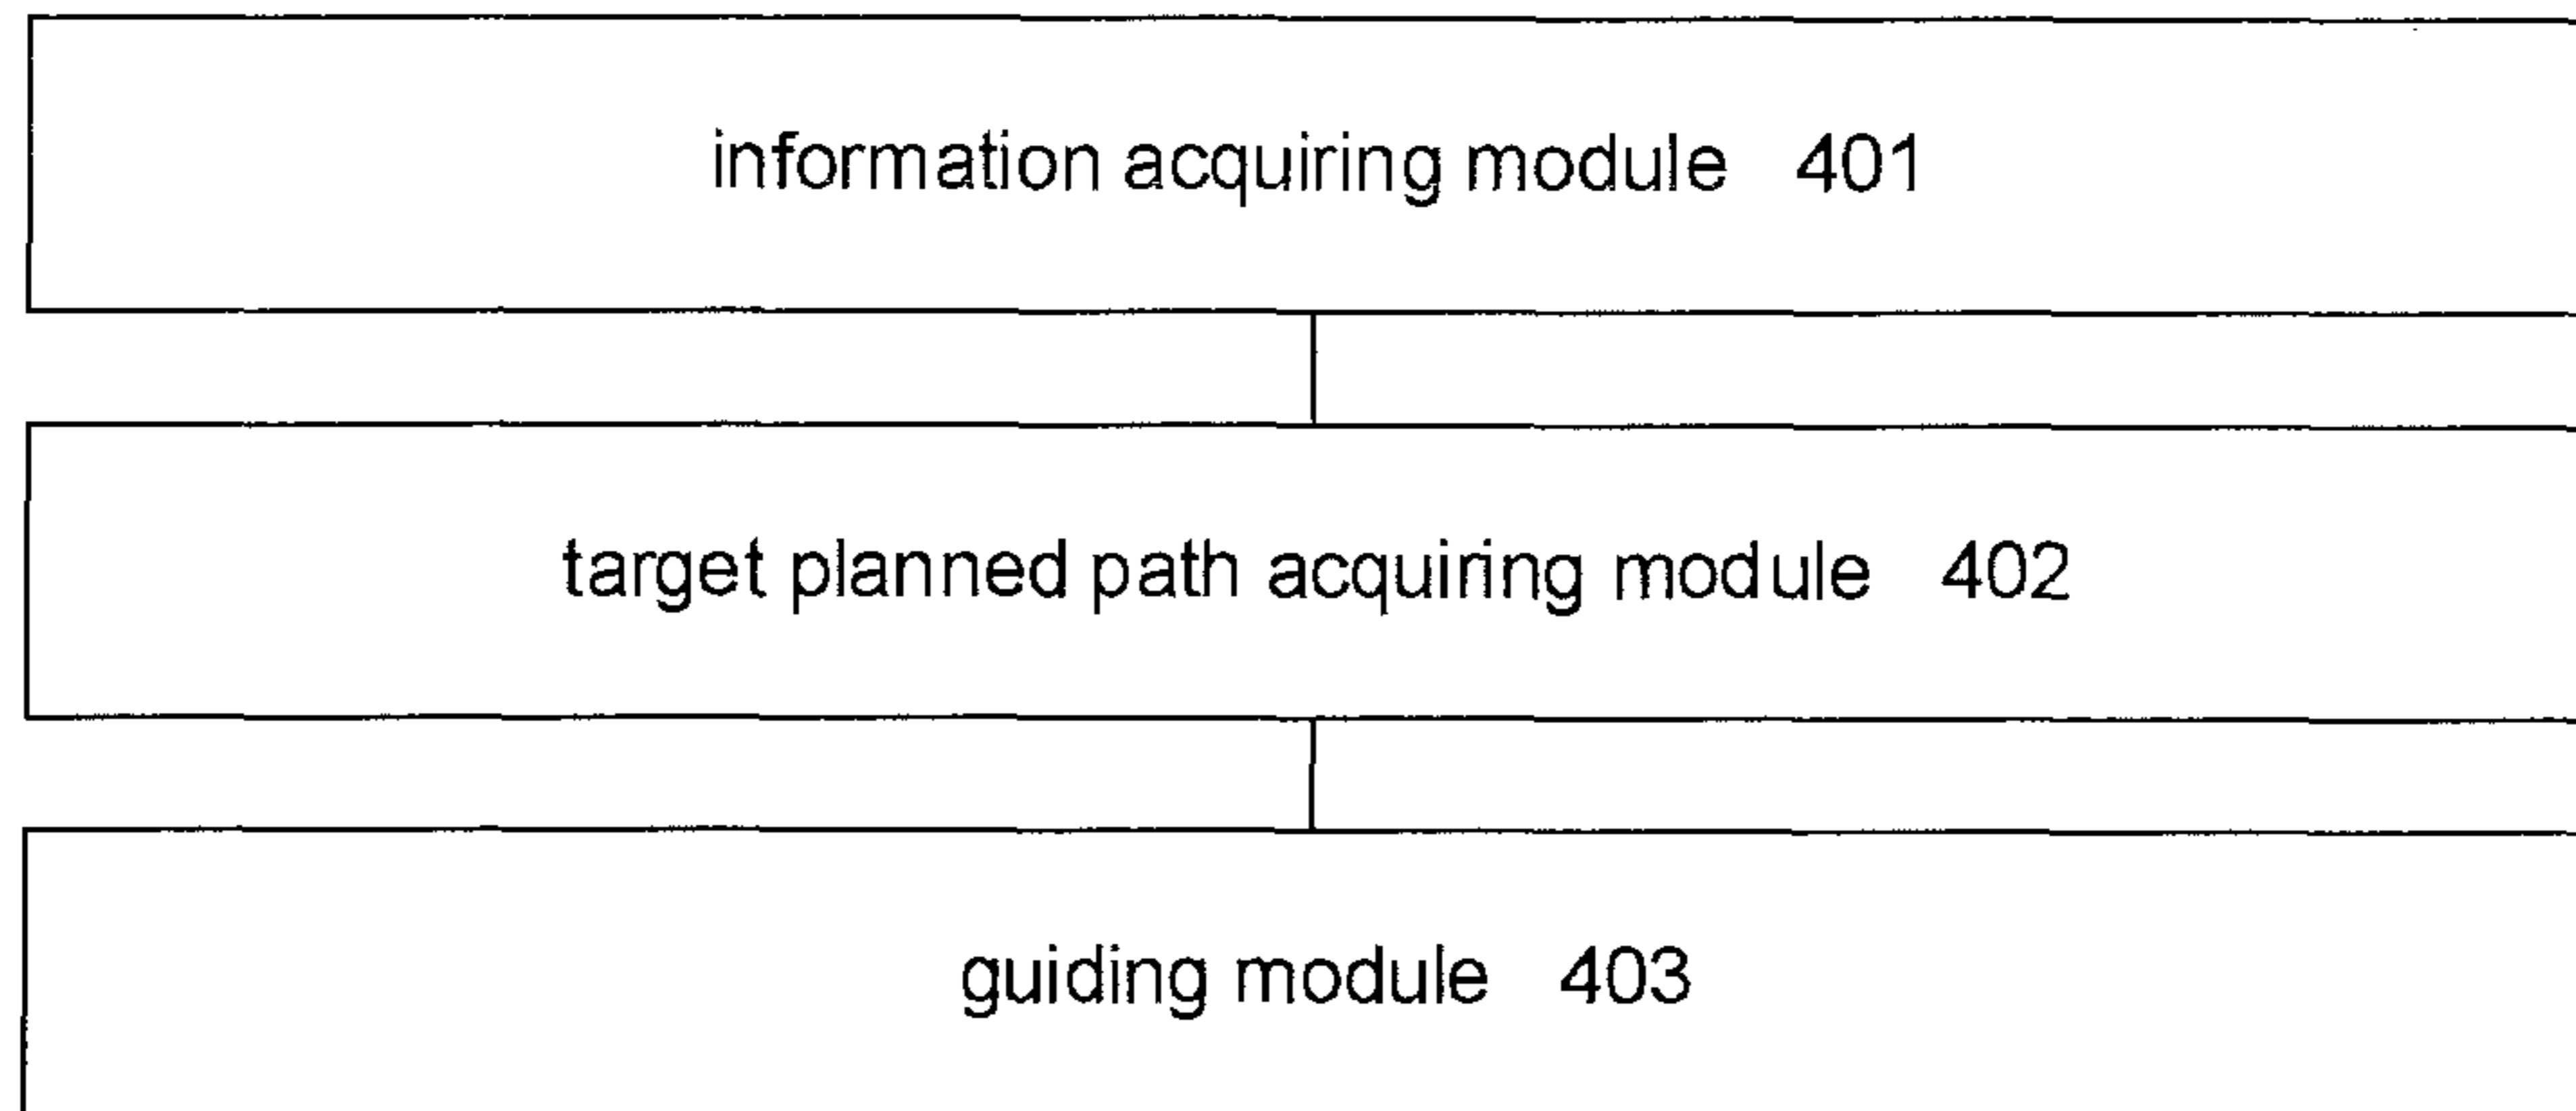 information acquiring module 401
target planned path acquiring module 402
guiding module 403